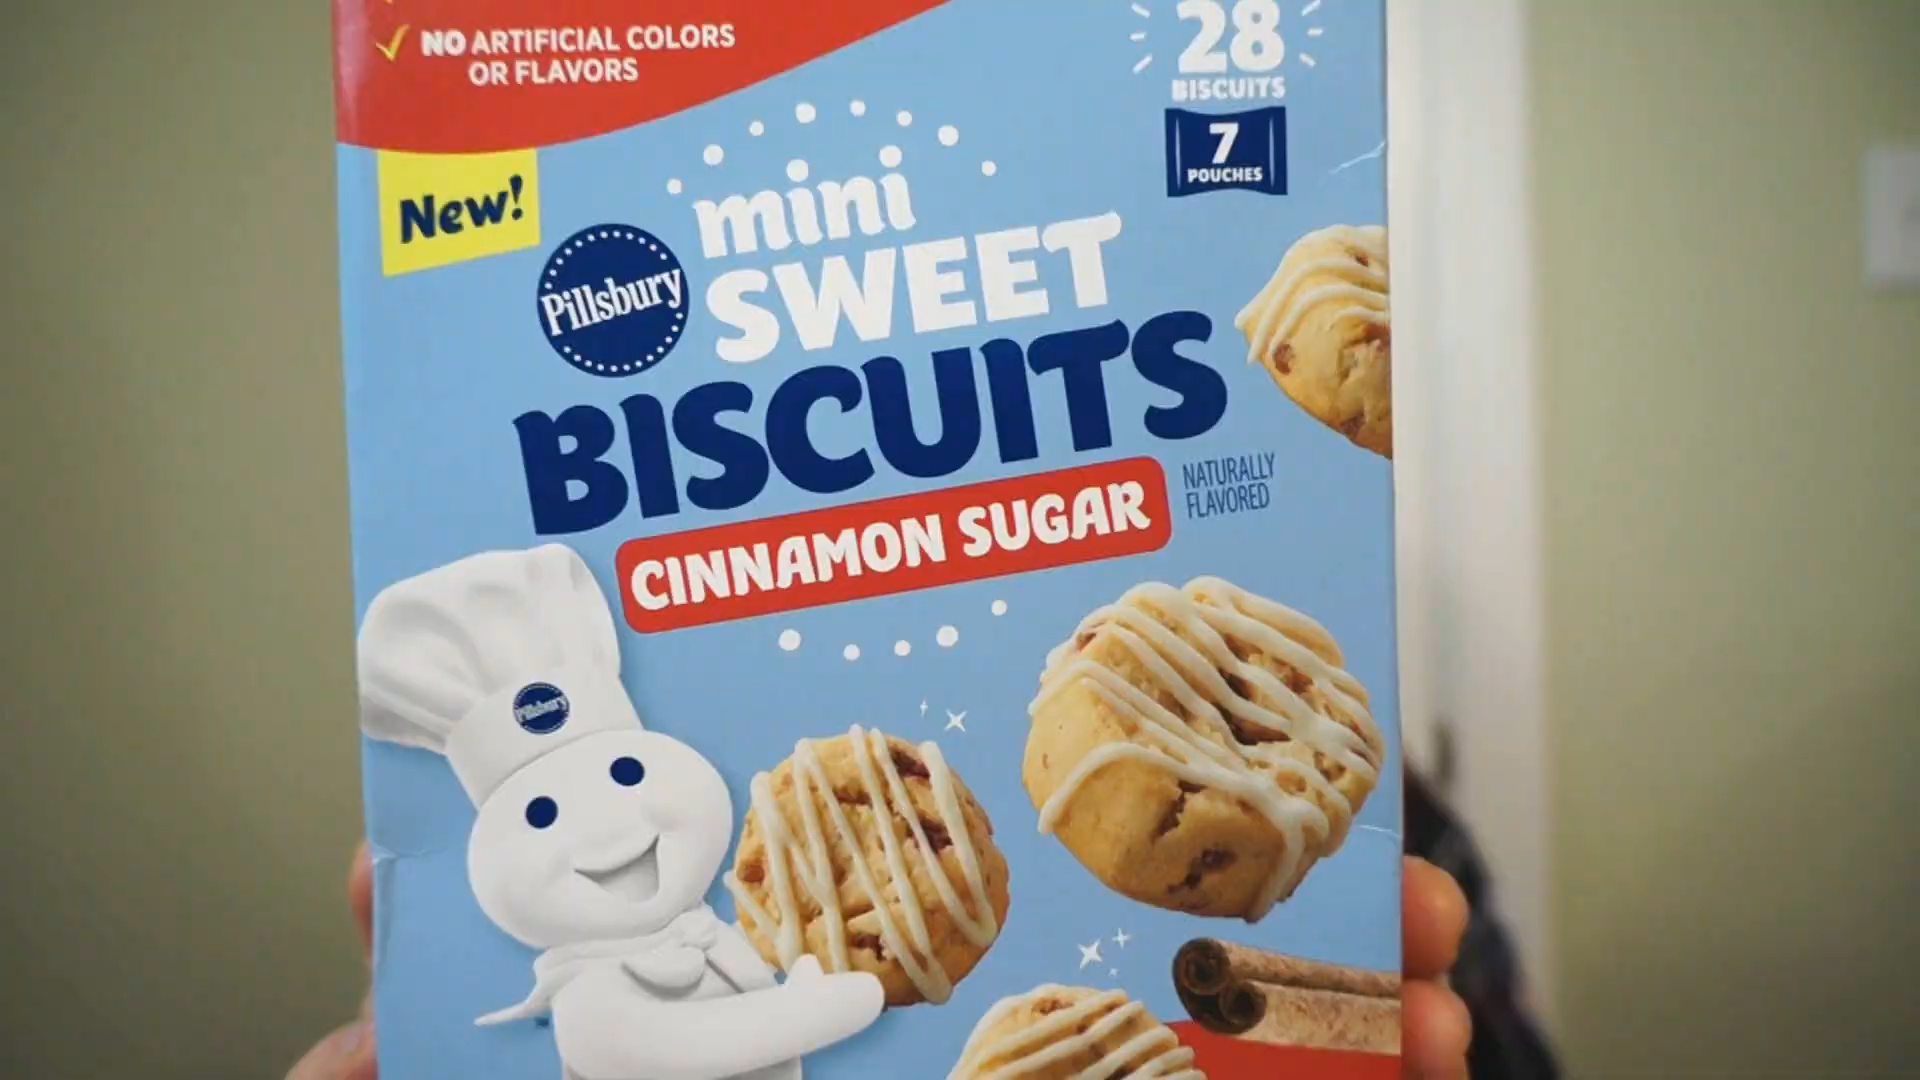 NO ARTIFICIAL COLORS
OR FLAVORS
28
BISCUITS
7
POUCHES
New!
Pillsbury
mini
SWEET
BISCUITS
CINNAMON SUGAR
NATURALLY
FLAVORED
Pillsbury